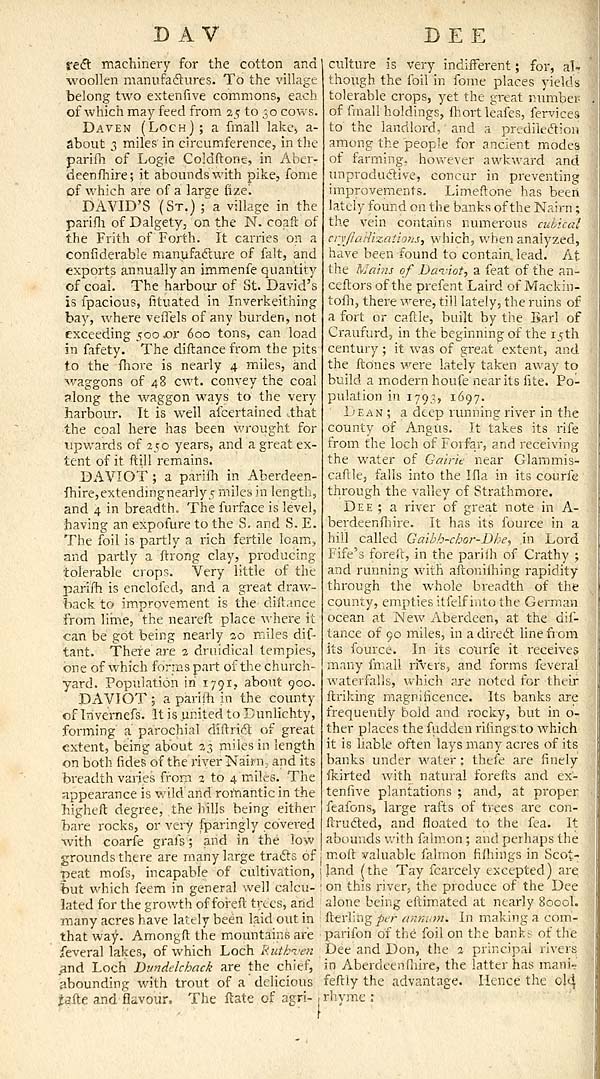 DAV
rect machinery for the cotton and
woollen manufactures. To the village
belong two extenſive commons, each
of which may feed from 25 to 30 cows.
DAVEN (LOCH); a ſmall lake, a-
about 3 miles in circumference, in the
pariſh of Logie Coldſtone, in Aber-
deenſhire; it abounds with pike, ſome
of which are of a large ſize.
DAVID'S (ST.); a village in the
pariſh of Dalgety, on the N. coaſt of
the Frith of Forth. It carries on a
conſiderable manufacture of ſalt, and
exports annually an immenſe quantity
of coal. The harbour of St. David's
is ſpacious, ſituated in Inverkeithing
bay, where veſſels of any burden, not
exceeding 500 or 600 tons, can load
in ſafety. The diſtance from the pits
to the ſhore is nearly 4 miles, and
waggons of 48 cwt. convey the coal
along the waggon ways to the very
harbour. It is well aſcertained that
the coal here has been wrought for
upwards of 250 years, and a great ex-
tent of it ſtill remains.
DAVIOT; a pariſh in Aberdeen-
ſhire, extending nearly 5 miles in length,
and 4 in breadth. The ſurface is level,
having an expoſure to the S. and S. E.
The ſoil is partly a rich fertile loam,
and partly a ſtrong clay, producing
tolerable crops. Very little of the
pariſh is encloſed, and a great draw-
back to improvement is the diſtance
from lime, the neareſt place where it
can be got being nearly 20 miles diſ-
tant. There are 2 druidical temples,
one of which forms part of the church-
yard. Population in 1791, about 900.
DAVIOT; a pariſh in the county
of Inverneſs. It is united to Dunlichty,
forming a parochial diſtrict of great
extent, being about 23 miles in length
on both ſides of the river Nairn, and its
breadth varies from 2 to 4 miles. The
appearance is wild and romantic in the
higheſt degree, the hills being either
bare rocks, or very ſparingly covered
with coarſe graſs; and in the low
grounds there are many large tracts of
peat moſs, incapable of cultivation,
but which ſeem in general well calcu-
lated for the growth of foreſt trees, and
many acres have lately been laid out in
that way. Amongſt the mountains are
ſeveral lakes, of which Loch Ruthven
and Loch Dundelchack are the chief,
abounding with trout of a delicious
taſte and flavour. The ſtate of agri-
DEE
culture is very indifferent; for, al-
though the ſoil in ſome places yields
tolerable crops, yet the great number
of ſmall holdings, ſhort leaſes, ſervices
to the landlord, and a predilection
among the people for ancient modes
of farming, however awkward and
unproductive, concur in preventing
improvements. Limeſtone has been
lately found on the banks of the Nairn;
the vein contains numerous cubical
cryſtallizations, which, when analyzed,
have been found to contain lead. At
the Mains of Daviot, a ſeat of the an-
ceſtors of the preſent Laird of Mackin-
toſh, there were, till lately, the ruins of
a fort or caſtle, built by the Earl of
Craufurd, in the beginning of the 15th
century; it was of great extent, and
the ſtones were lately taken away to
build a modern houſe near its ſite. Po-
pulation in 1793, 1697.
DEAN; a deep running river in the
county of Angus. It takes its riſe
from the loch of Forfar, and receiving
the water of Gairie near Glammis-
caſtle, falls into the Iſla in its courſe
through the valley of Strathmore.
DEE; a river of great note in A-
berdeenſhire. It has its ſource in a
hill called Gaibh-chor-Dhe, in Lord
Fife's foreſt, in the pariſh of Crathy;
and running with aſtoniſhing rapidity
through the whole breadth of the
county, empties itſelf into the German
ocean at New Aberdeen, at the diſ-
tance of 90 miles, in a direct line from
its ſource. In its courſe it receives
many ſmall rivers, and forms ſeveral
waterfalls, which are noted for their
ſtriking magnificence. Its banks are
frequently bold and rocky, but in o-
ther places the ſudden riſings to which
it is liable often lays many acres of its
banks under water: theſe are finely
ſkirted with natural foreſts and ex-
tenſive plantations; and, at proper
ſeaſons, large rafts of trees are con-
ſtructed, and floated to the ſea. It
abounds with ſalmon; and perhaps the
moſt valuable ſalmon fiſhings in Scot-
land (the Tay ſcarcely excepted) are
on this river, the produce of the Dee
alone being eſtimated at nearly 8000l.
ſterling per annum. In making a com-
pariſon of the ſoil on the banks of the
Dee and Don, the 2 principal rivers
in Aberdeenſhire, the latter has mani-
feſtly the advantage. Hence the old
rhyme: